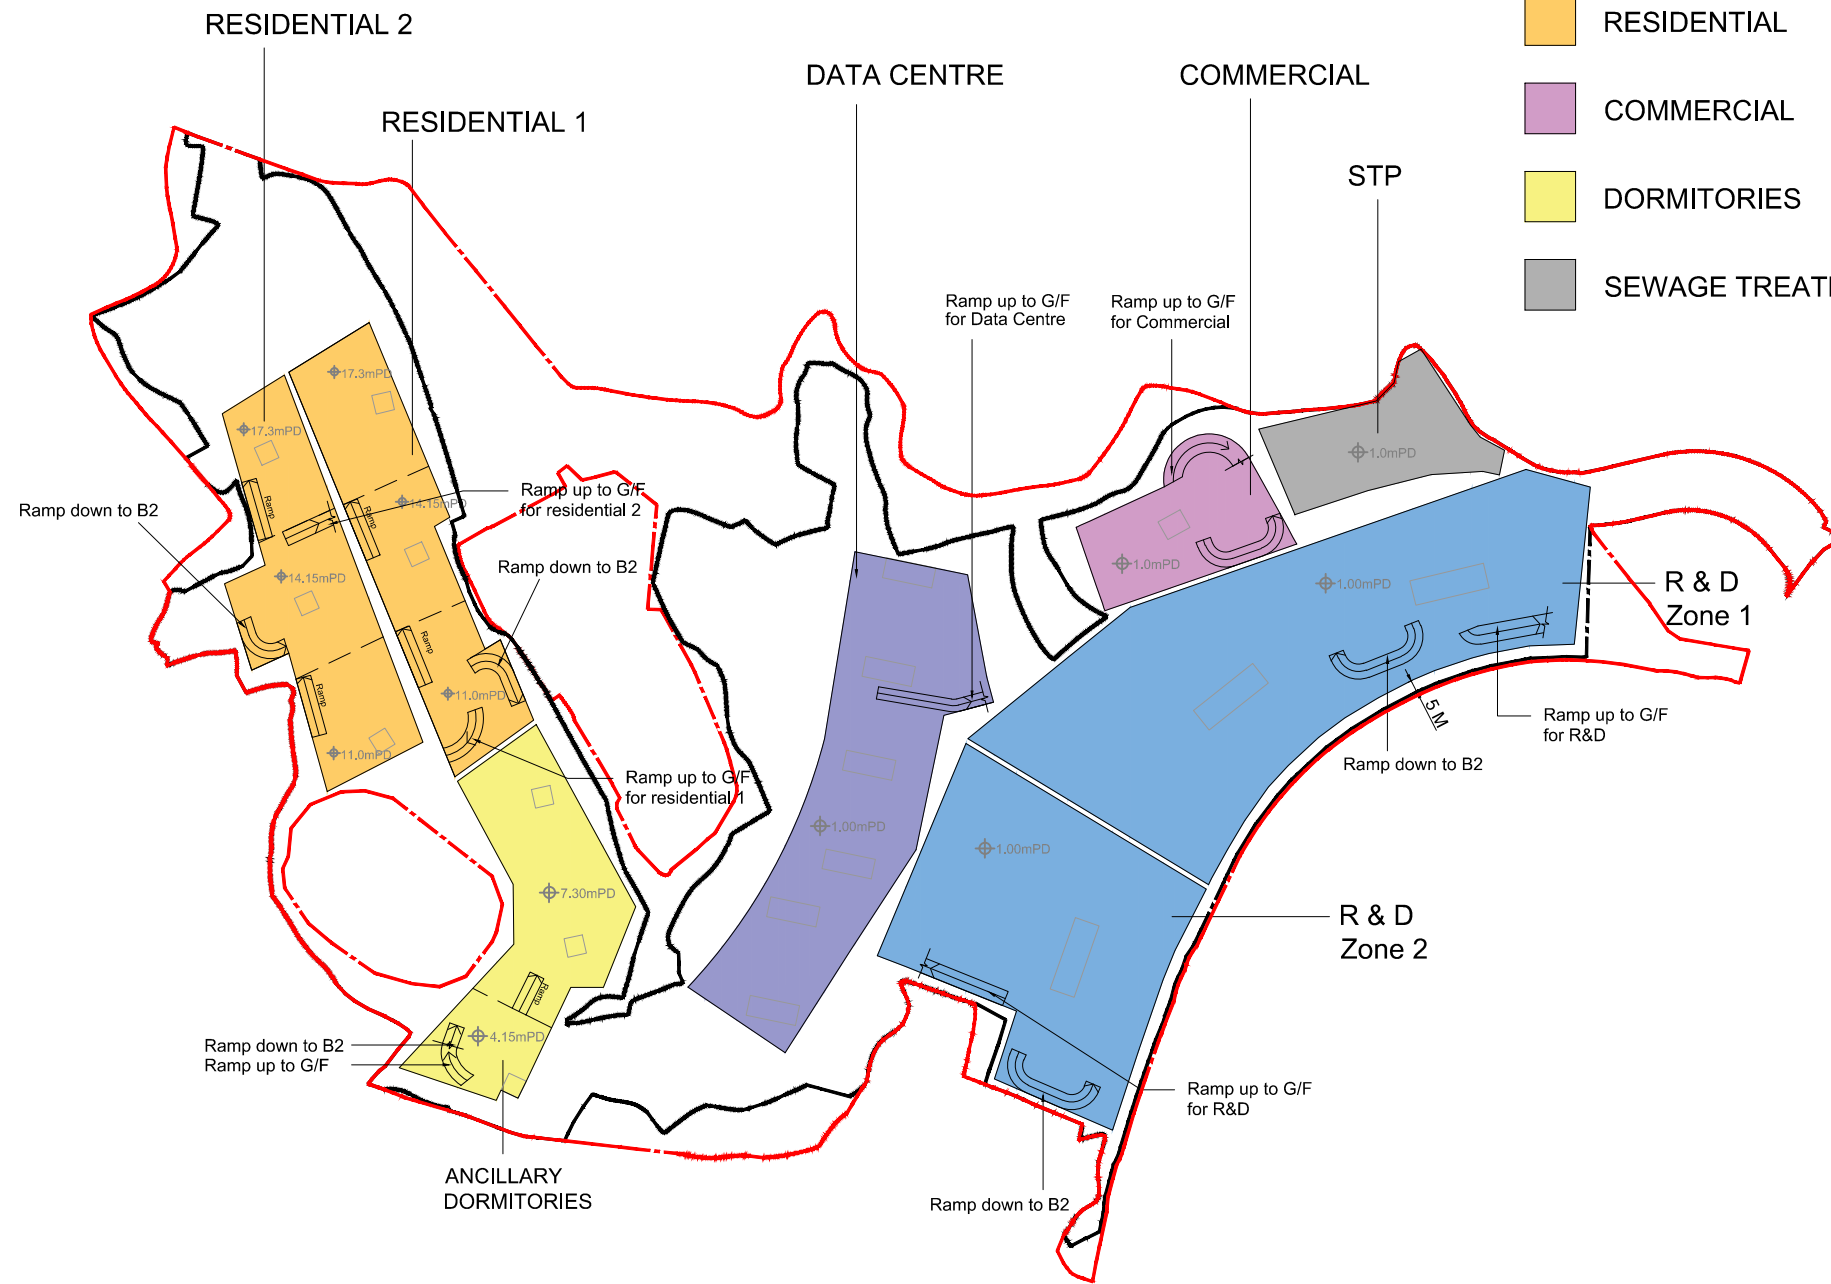 RESIDENTIAL 2
RESIDENTIAL
DATA CENTRE
COMMERCIAL
COMMERCIAL
RESIDENTIAL 1
STP
DORMITORIES
SEWAGE TREAT
Ramp up to G/F
for Data Centre
Ramp up to G/F
for Commercial
17.3mPD
17.3mPD
1.0mPD
Ramp up to G/F
for residential 2
14.15mPD
Ramp
Ramp
Ramp down to B2
Ramp down to B2
14.15mPD
1.0mPD
1.00mPD
R & D
Zone 1
Ramp
Ramp
11.0mPD
11.0mPD
5 M
Ramp up to G/F
for R&D
Ramp down to B2
Ramp up to G/F
for residential 1
1.00mPD
1.00mPD
7.30mPD
R & D
Zone 2
Ramp
4.15mPD
Ramp down to B2
Ramp up to G/F
Ramp up to G/F
for R&D
ANCILLARY
DORMITORIES
Ramp down to B2